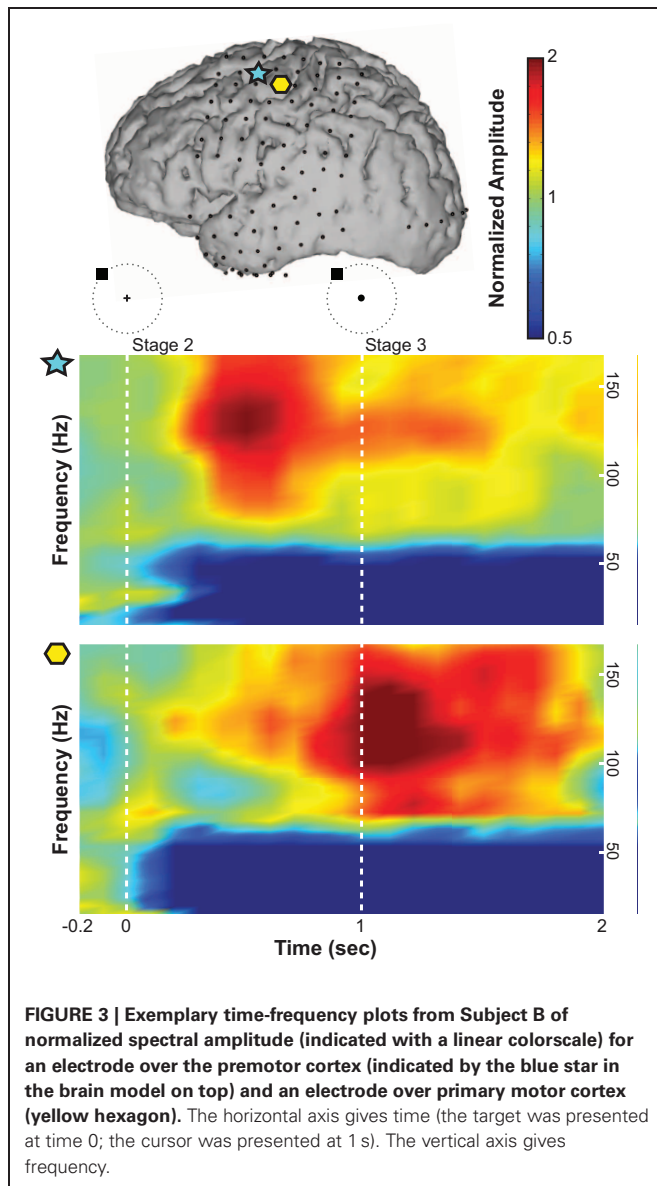 2
1
0.5
Normalized Amplitude
Stage 2
Stage 3
Frequency (Hz)
150
100
50
Frequency (Hz)
150
100
50
-0.2
0
1
2
Time (sec)
FIGURE 3 | Exemplary time-frequency plots from Subject B of
normalized spectral amplitude (indicated with a linear colorscale) for
an electrode over the premotor cortex (indicated by the blue star in
the brain model on top) and an electrode over primary motor cortex
(yellow hexagon). The horizontal axis gives time (the target was presented
at time 0; the cursor was presented at 1 s). The vertical axis gives
frequency.